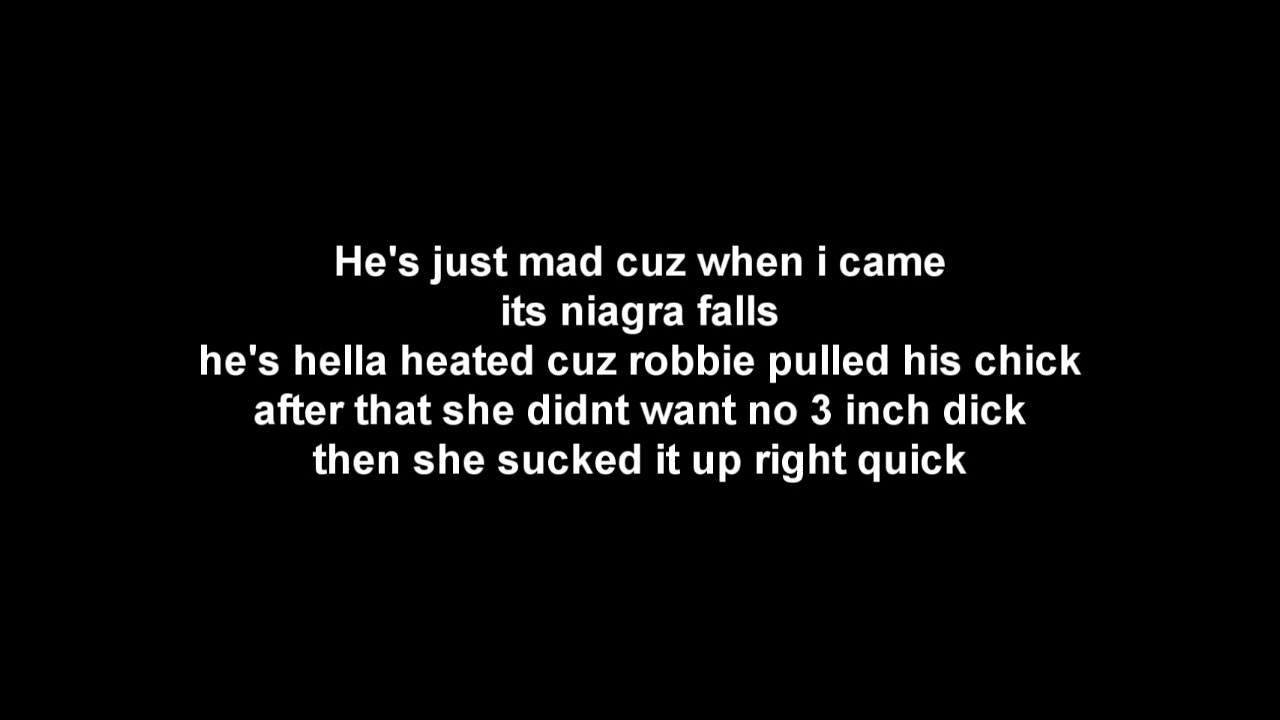 He's just mad cuz when i came
its niagra falls
he's hella heated cuz robbie pulled his chick
after that she didnt want no 3 inch dick
then she sucked it up right quick